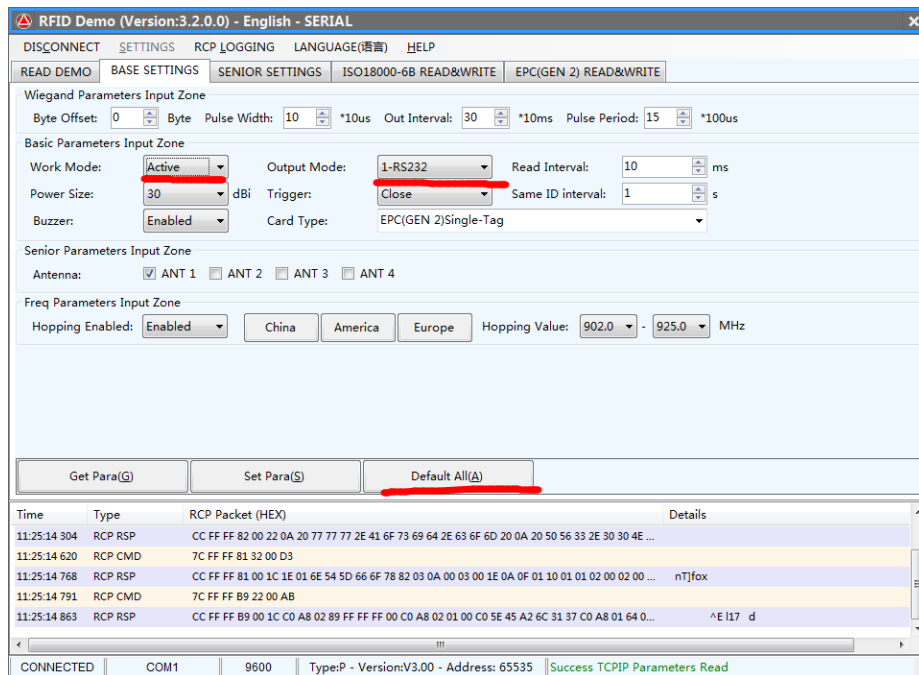 RFID Demo (Version:3.2.0.0) - English - SERIAL
DISCONNECT SETTINGS RCP LOGGING LANGUAGE(语言) HELP
READ DEMO BASE SETTINGS SENIOR SETTINGS ISO18000-6B READ&WRITE EPC(GEN 2) READ&WRITE
Wiegand Parameters Input Zone
Byte Offset: 0 Byte Pulse Width: 10 *10us Out Interval: 30 *10ms Pulse Period: 15 *100us
Basic Parameters Input Zone
Work Mode: Active Output Mode: 1-RS232 Read Interval: 10 ms
Power Size: 30 dBi Trigger: Close Same ID interval: 1 s
Buzzer: Enabled Card Type: EPC(GEN 2)Single-Tag
Senior Parameters Input Zone
Antenna: ANT 1 ANT 2 ANT 3 ANT 4
Freq Parameters Input Zone
Hopping Enabled: Enabled China America Europe Hopping Value: 902.0 - 925.0 MHz
Get Para(G) Set Para(S) Default All(A)
Time Type RCP Packet (HEX) Details
11:25:14 304 RCP RSP CC FF FF 82 00 22 0A 20 77 77 77 2E 41 6F 73 69 64 2E 63 6F 6D 20 0A 20 50 56 33 2E 30 30 4E ...
11:25:14 620 RCP CMD 7C FF FF 81 32 00 D3
11:25:14 768 RCP RSP CC FF FF 81 00 1C 1E 01 6E 54 5D 66 6F 78 82 03 0A 00 03 00 1E 0A 0F 01 10 01 01 02 00 02 00 ... nT]fox
11:25:14 791 RCP CMD 7C FF FF B9 22 00 AB
11:25:14 863 RCP RSP CC FF FF B9 00 1C C0 A8 02 89 FF FF FF 00 C0 A8 02 01 00 C0 5E 45 A2 6C 31 37 C0 A8 01 64 0... ^E l17 d
CONNECTED COM1 9600 Type:P - Version:V3.00 - Address: 65535 Success TCPIP Parameters Read